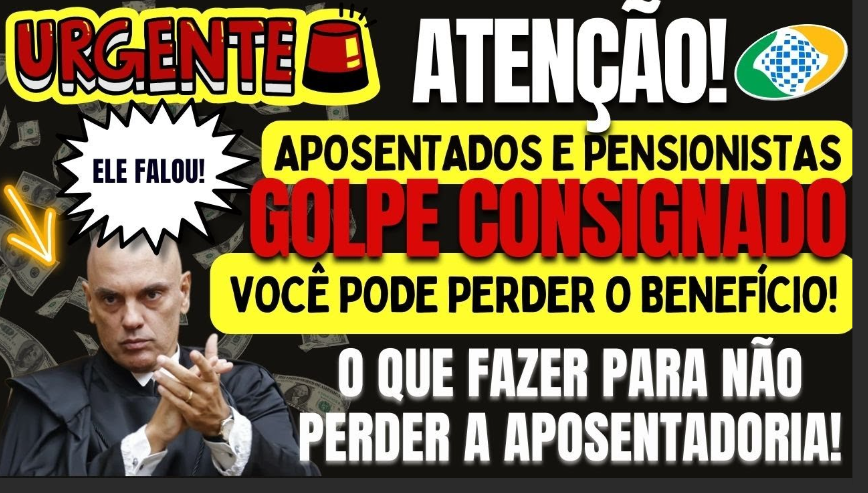 URGENTE
ATENÇÃO!
ELE FALOU!
APOSENTADOS E PENSIONISTAS
GOLPE CONSIGNADO
VOCÊ PODE PERDER O BENEFÍCIO!
O QUE FAZER PARA NÃO
PERDER A APOSENTADORIA!